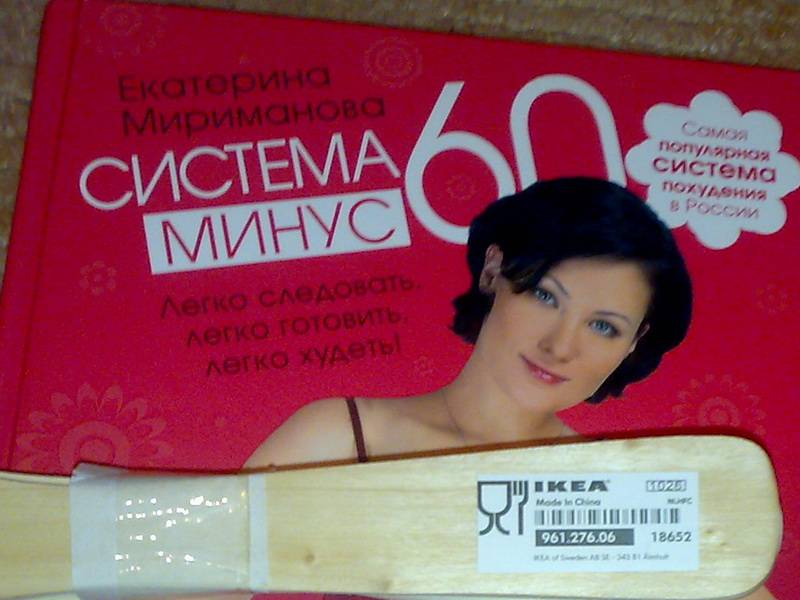 Екатерина
Мириманова
СИСТЕМА
МИНУС
60
Самая
популярная
система
похудения
в России
Легко следовать,
легко готовить,
легко худеть!
IKEA®
1025
Made in China
961.276.06
18652
IKEA of Sweden AB SE - 343 81 Älmhult